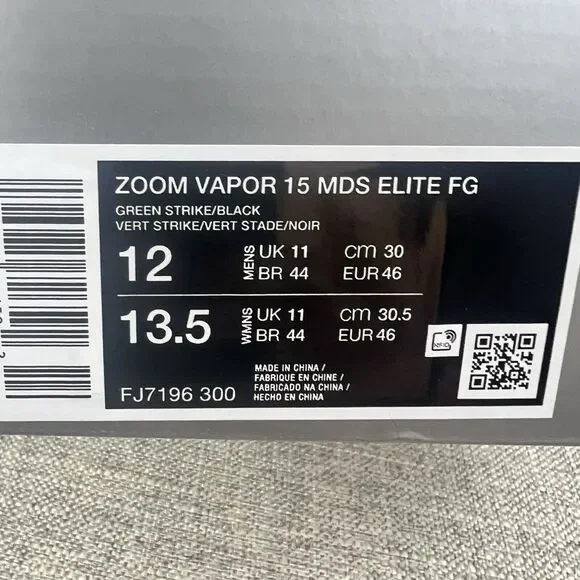 ZOOM VAPOR 15 MDS ELITE FG
GREEN STRIKE/BLACK
VERT STRIKE/VERT STADE/NOIR
12 MENS UK 11 cm 30
BR 44 EUR 46
13.5 WMNS UK 11 cm 30.5
BR 44 EUR 46
RFID
MADE IN CHINA /
FABRIQUE EN CHINE /
FABRICADO NA CHINA /
HECHO EN CHINA
FJ7196 300